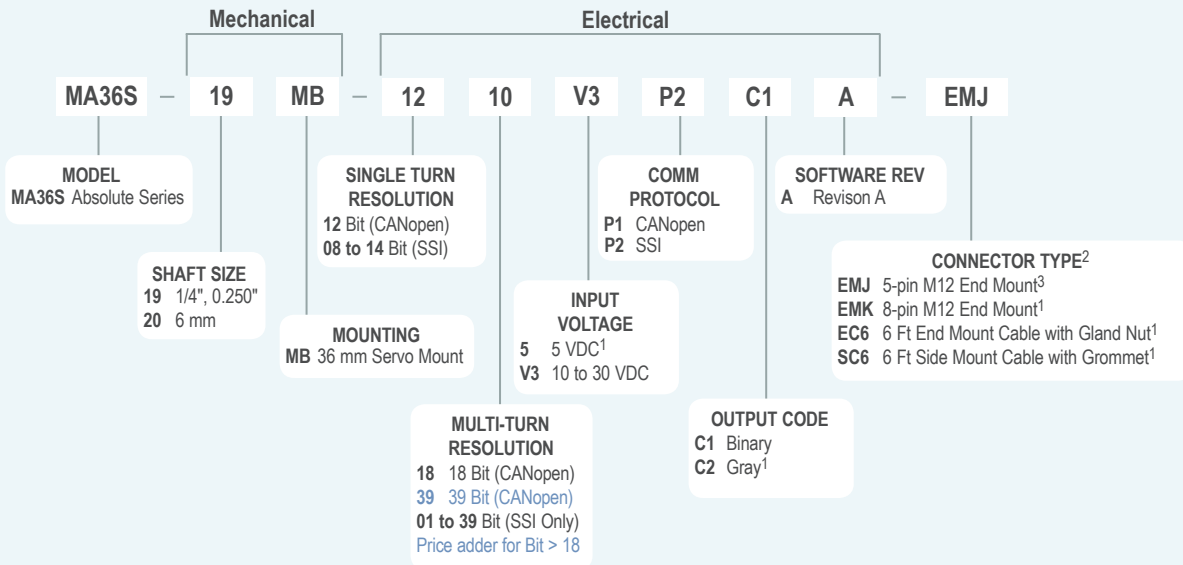 Mechanical
Electrical
MA36S – 19 MB – 12 10 V3 P2 C1 A – EMJ
MODEL
MA36S Absolute Series
SHAFT SIZE
19 1/4", 0.250"
20 6 mm
MOUNTING
MB 36 mm Servo Mount
SINGLE TURN
RESOLUTION
12 Bit (CANopen)
08 to 14 Bit (SSI)
MULTI-TURN
RESOLUTION
18 18 Bit (CANopen)
39 39 Bit (CANopen)
01 to 39 Bit (SSI Only)
Price adder for Bit > 18
INPUT
VOLTAGE
5 5 VDC¹
V3 10 to 30 VDC
COMM
PROTOCOL
P1 CANopen
P2 SSI
OUTPUT CODE
C1 Binary
C2 Gray¹
SOFTWARE REV
A Revison A
CONNECTOR TYPE²
EMJ 5-pin M12 End Mount³
EMK 8-pin M12 End Mount¹
EC6 6 Ft End Mount Cable with Gland Nut¹
SC6 6 Ft Side Mount Cable with Grommet¹